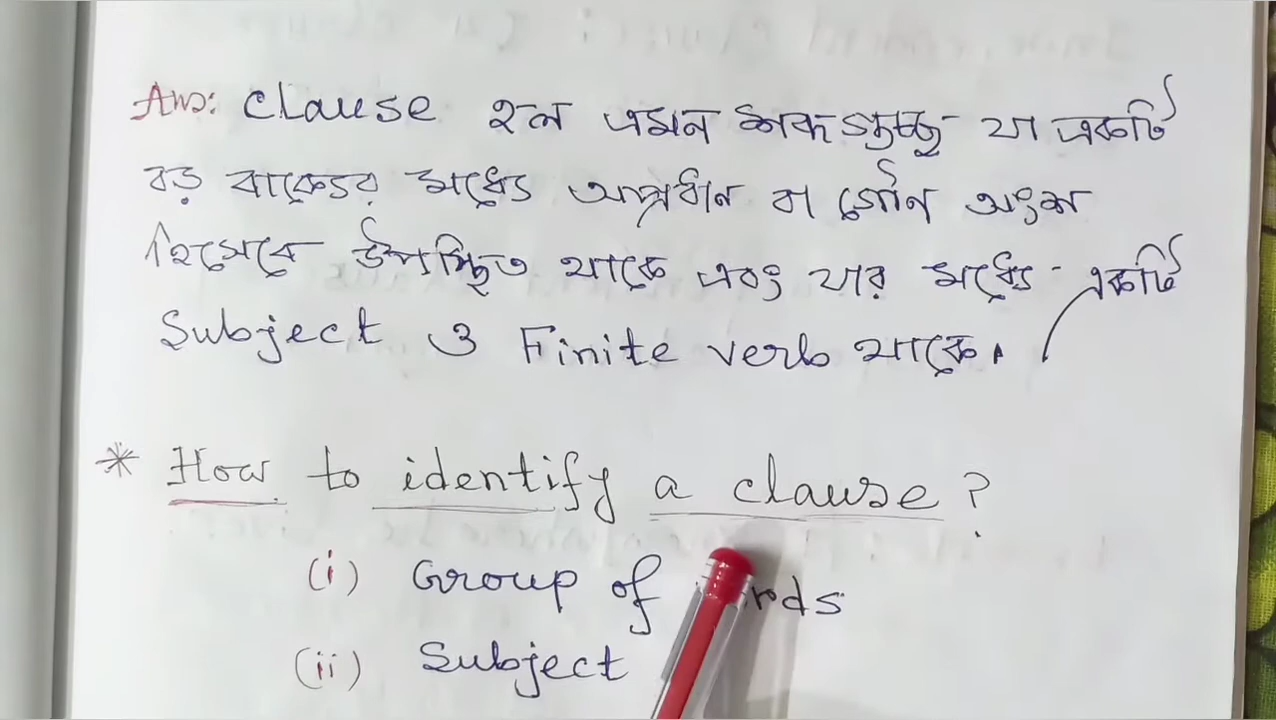 Ans: Clause হল এমন শব্দগুচ্ছ যা একটি
বড় বাক্যের মধ্যে অপ্রধান বা গৌন অংশ
হিসেবে উপস্থিত থাকে এবং যার মধ্যে একটি
Subject ও Finite verb থাকে।
* How to identify a clause ?
(i) Group of
(ii) Subject